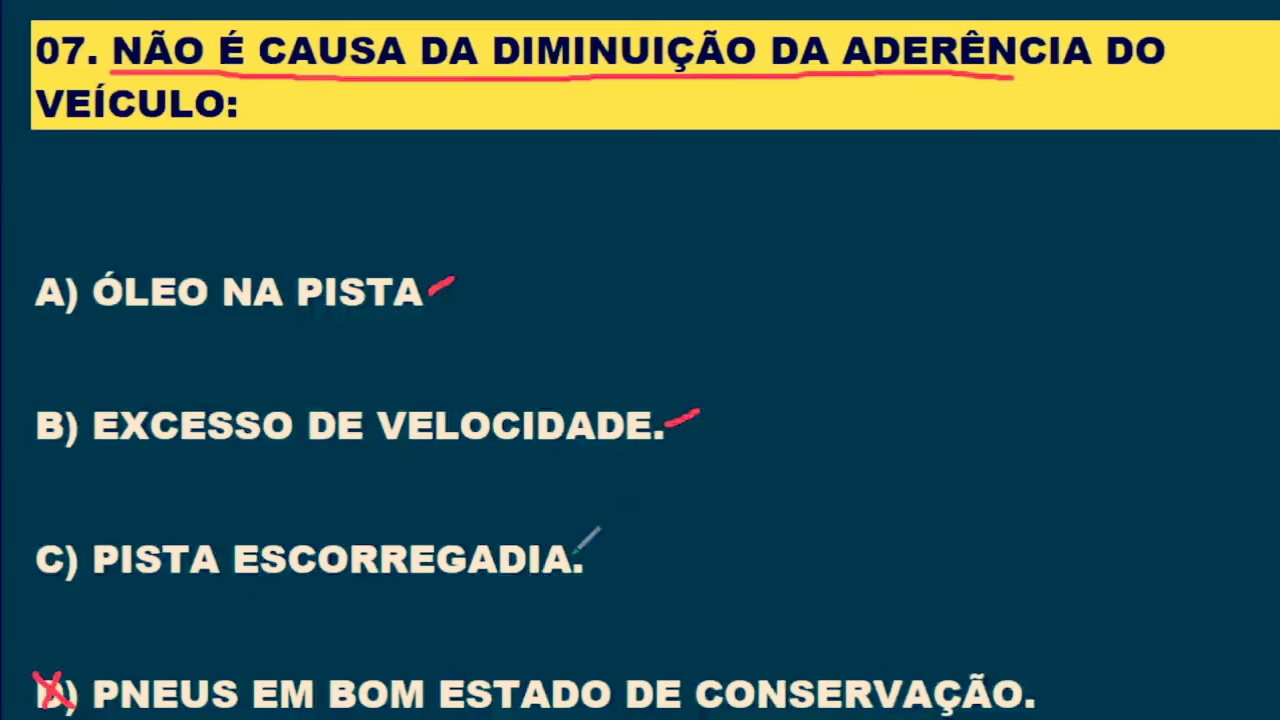 07. NÃO É CAUSA DA DIMINUIÇÃO DA ADERÊNCIA DO
VEÍCULO:
A) ÓLEO NA PISTA
B) EXCESSO DE VELOCIDADE.
C) PISTA ESCORREGADIA.
D) PNEUS EM BOM ESTADO DE CONSERVAÇÃO.